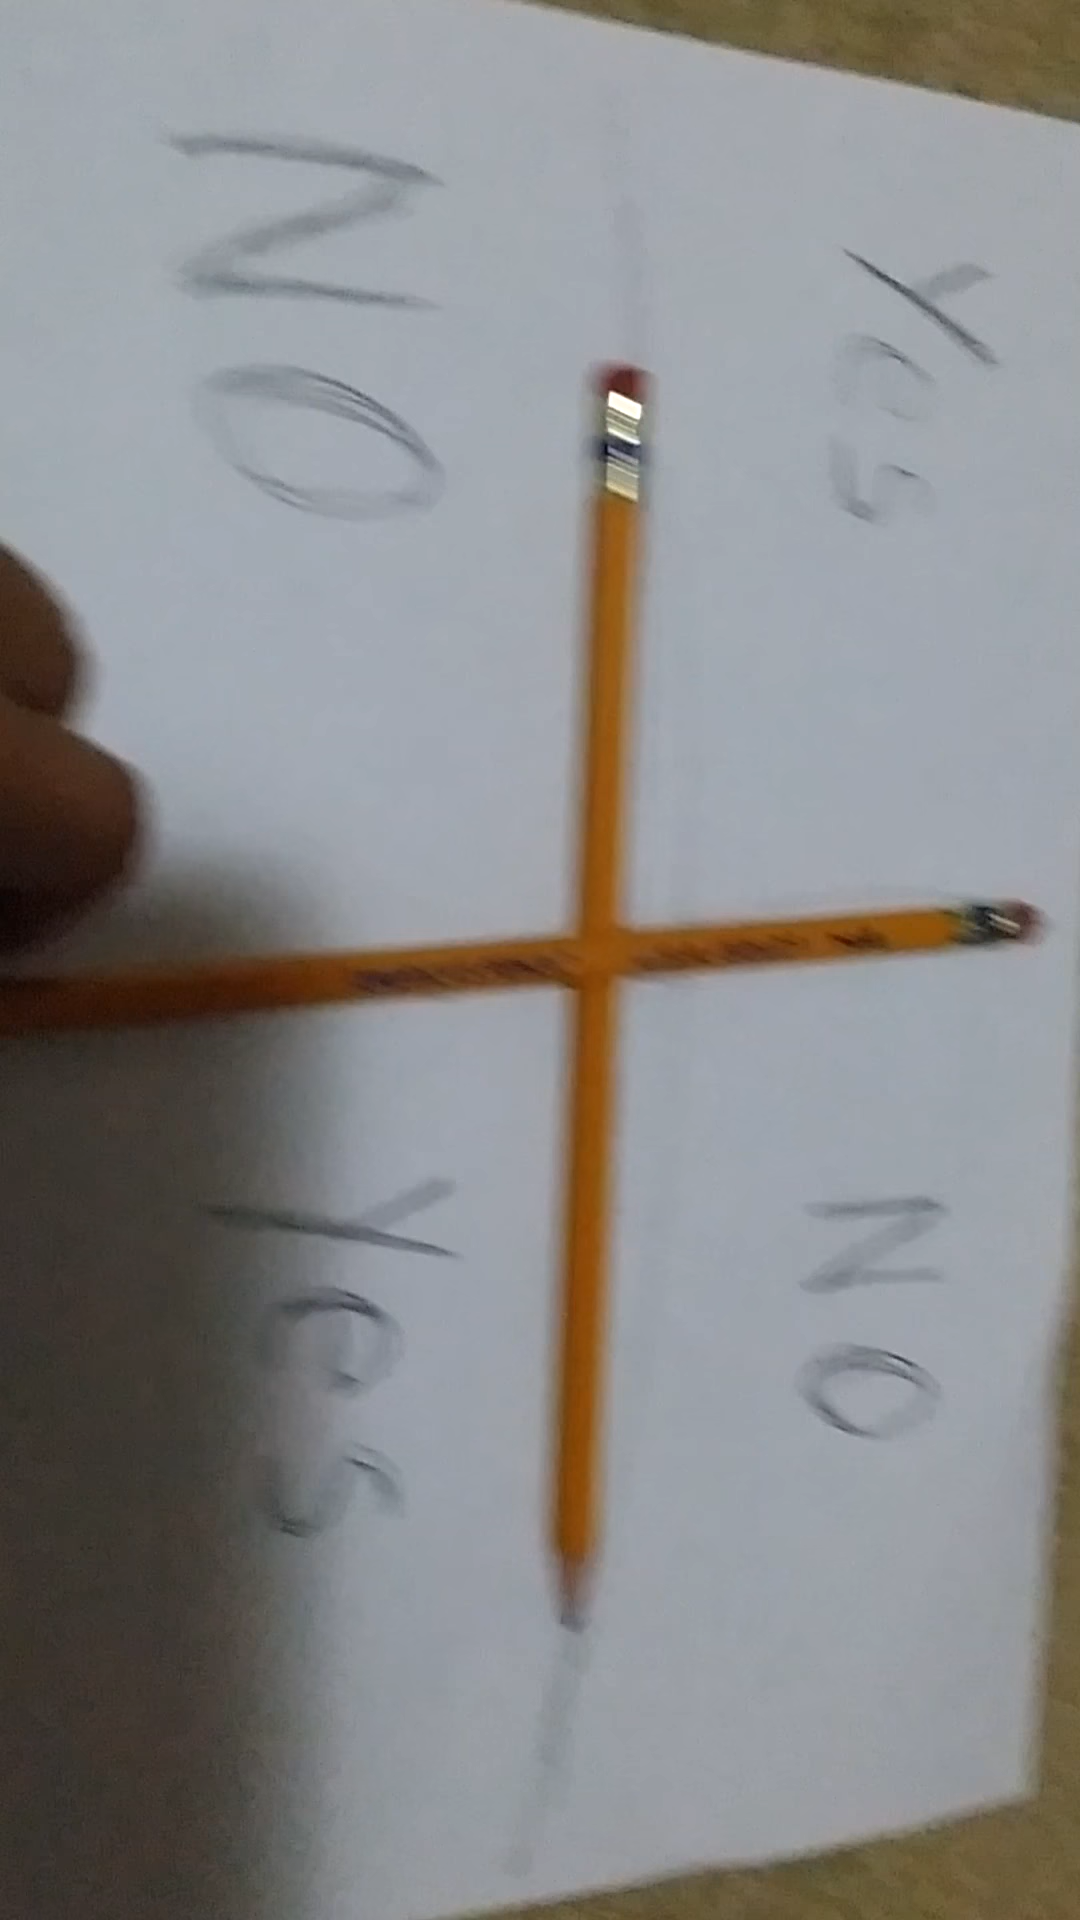 Yes NO
NO Yes